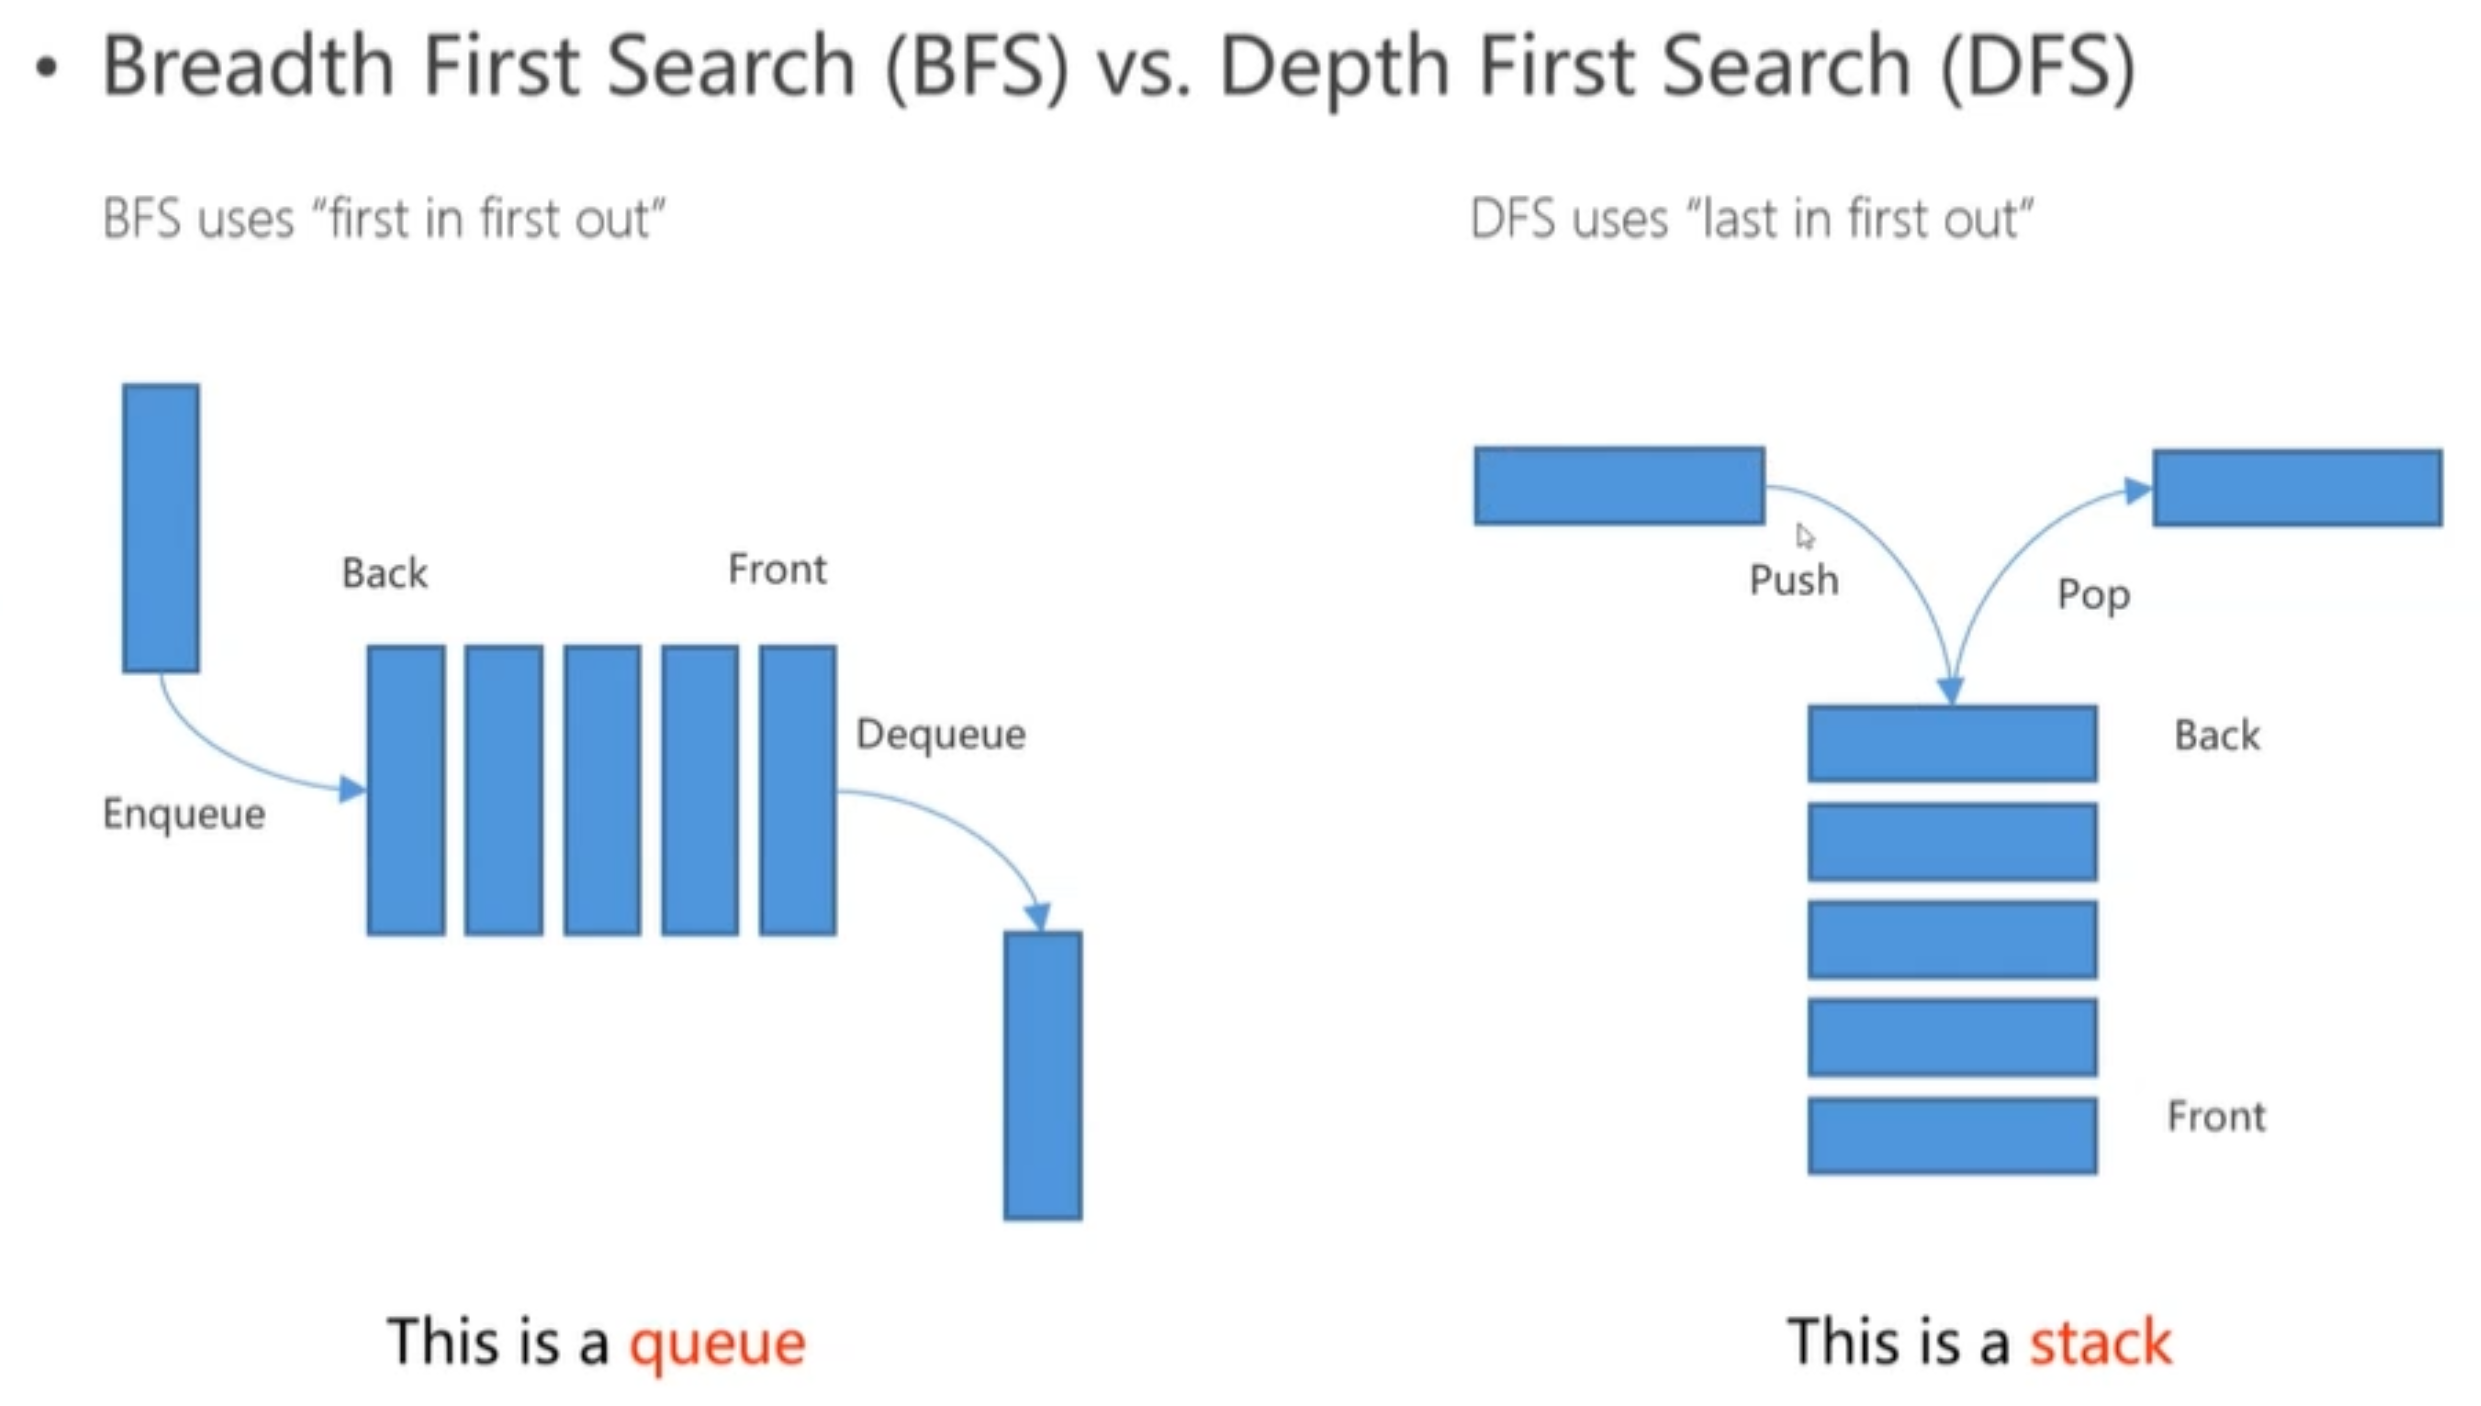 • Breadth First Search (BFS) vs. Depth First Search (DFS)
BFS uses “first in first out”
DFS uses “last in first out”
Back
Front
Enqueue
Dequeue
Push
Pop
Back
Front
This is a queue
This is a stack